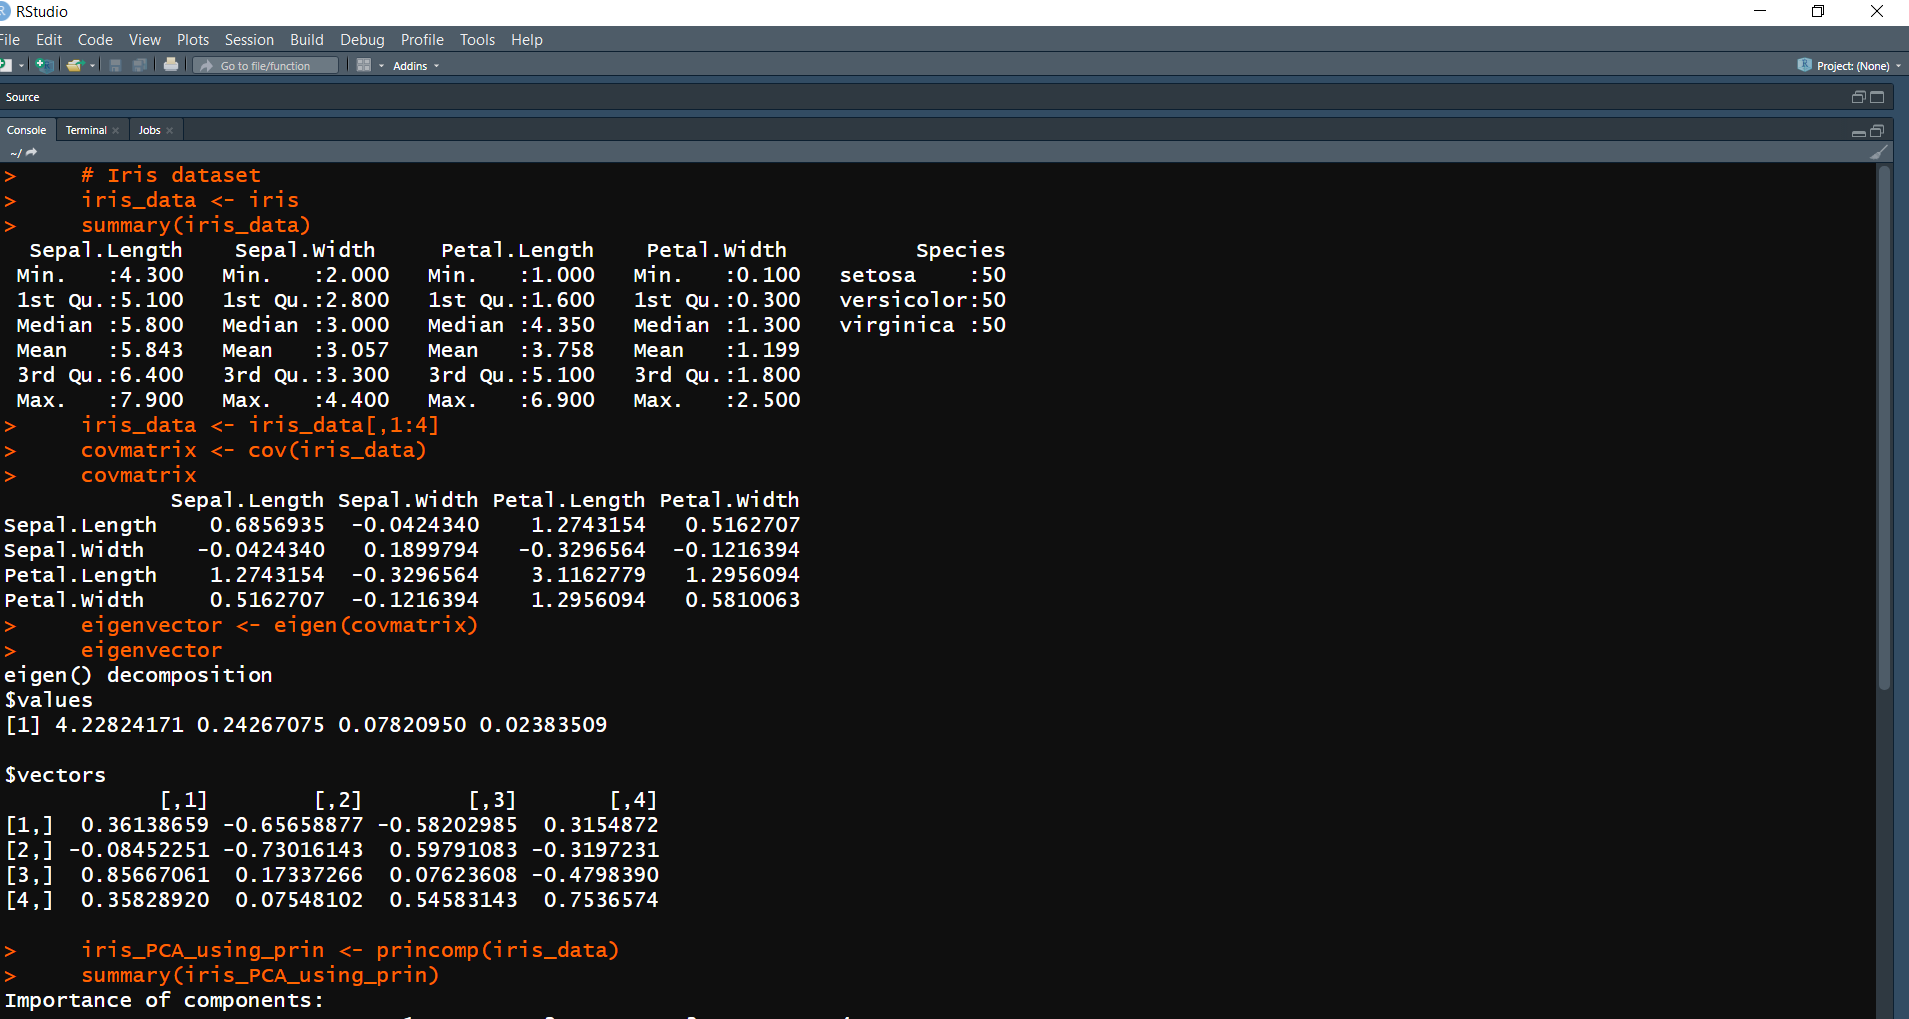 RStudio
File Edit Code View Plots Session Build Debug Profile Tools Help
Go to file/function Addins Project: (None)
Source
Console Terminal Jobs
~/
> # Iris dataset
> iris_data <- iris
> summary(iris_data)
Sepal.Length Sepal.Width Petal.Length Petal.Width Species
Min. :4.300 Min. :2.000 Min. :1.000 Min. :0.100 setosa :50
1st Qu.:5.100 1st Qu.:2.800 1st Qu.:1.600 1st Qu.:0.300 versicolor:50
Median :5.800 Median :3.000 Median :4.350 Median :1.300 virginica :50
Mean :5.843 Mean :3.057 Mean :3.758 Mean :1.199
3rd Qu.:6.400 3rd Qu.:3.300 3rd Qu.:5.100 3rd Qu.:1.800
Max. :7.900 Max. :4.400 Max. :6.900 Max. :2.500
> iris_data <- iris_data[,1:4]
> covmatrix <- cov(iris_data)
> covmatrix
Sepal.Length Sepal.Width Petal.Length Petal.Width
Sepal.Length 0.6856935 -0.0424340 1.2743154 0.5162707
Sepal.Width -0.0424340 0.1899794 -0.3296564 -0.1216394
Petal.Length 1.2743154 -0.3296564 3.1162779 1.2956094
Petal.Width 0.5162707 -0.1216394 1.2956094 0.5810063
> eigenvector <- eigen(covmatrix)
> eigenvector
eigen() decomposition
$values
[1] 4.22824171 0.24267075 0.07820950 0.02383509
$vectors
[,1] [,2] [,3] [,4]
[1,] 0.36138659 -0.65658877 -0.58202985 0.3154872
[2,] -0.08452251 -0.73016143 0.59791083 -0.3197231
[3,] 0.85667061 0.17337266 0.07623608 -0.4798390
[4,] 0.35828920 0.07548102 0.54583143 0.7536574
> iris_PCA_using_prin <- princomp(iris_data)
> summary(iris_PCA_using_prin)
Importance of components: